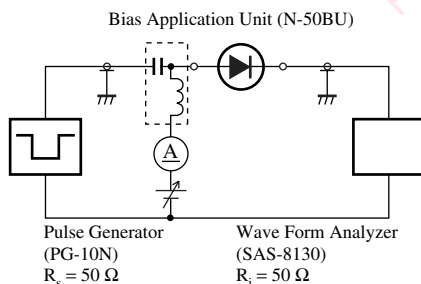 Bias Application Unit (N-50BU)
A
Pulse Generator
(PG-10N)
Rs = 50 Ω
Wave Form Analyzer
(SAS-8130)
Ri = 50 Ω